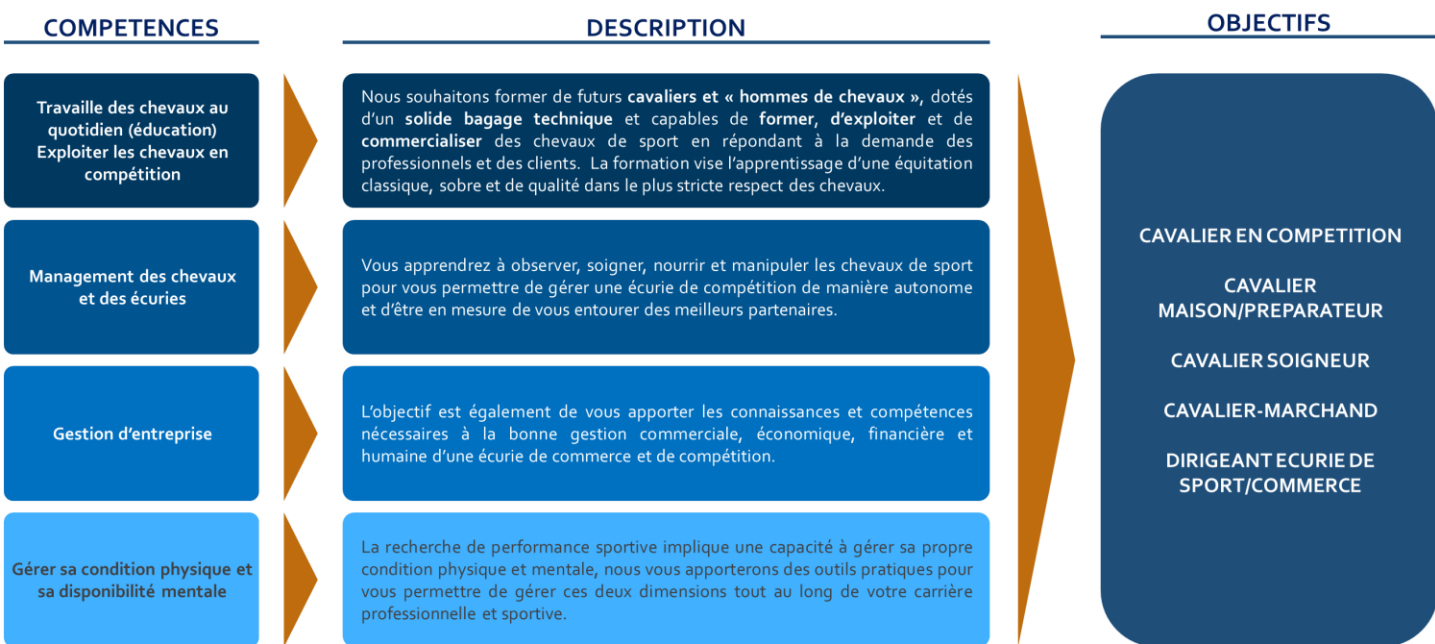 COMPETENCES
DESCRIPTION
OBJECTIFS
Travaille des chevaux au
quotidien (éducation)
Exploiter les chevaux en
compétition
Nous souhaitons former de futurs cavaliers et « hommes de chevaux », dotés
d'un solide bagage technique et capables de former, d'exploiter et de
commercialiser des chevaux de sport en répondant à la demande des
professionnels et des clients. La formation vise l'apprentissage d'une équitation
classique, sobre et de qualité dans le plus stricte respect des chevaux.
Management des chevaux
et des écuries
Vous apprendrez à observer, soigner, nourrir et manipuler les chevaux de sport
pour vous permettre de gérer une écurie de compétition de manière autonome
et d'être en mesure de vous entourer des meilleurs partenaires.
Gestion d'entreprise
L'objectif est également de vous apporter les connaissances et compétences
nécessaires à la bonne gestion commerciale, économique, financière et
humaine d'une écurie de commerce et de compétition.
Gérer sa condition physique et
sa disponibilité mentale
La recherche de performance sportive implique une capacité à gérer sa propre
condition physique et mentale, nous vous apporterons des outils pratiques pour
vous permettre de gérer ces deux dimensions tout au long de votre carrière
professionnelle et sportive.
CAVALIER EN COMPETITION
CAVALIER
MAISON/PREPARATEUR
CAVALIER SOIGNEUR
CAVALIER-MARCHAND
DIRIGEANT ECURIE DE
SPORT/COMMERCE